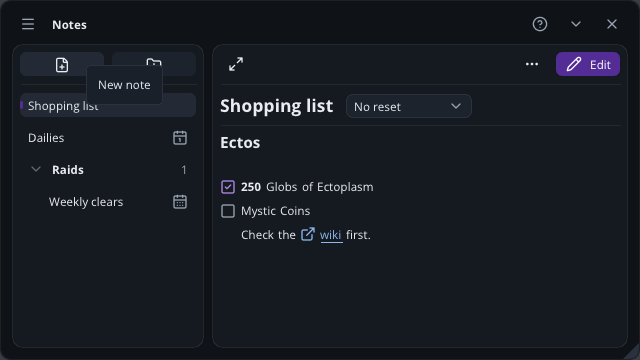 Notes
New note
Shopping list
Dailies
Raids 1
Weekly clears
Edit
Shopping list No reset
Ectos
250 Globs of Ectoplasm
Mystic Coins
Check the wiki first.